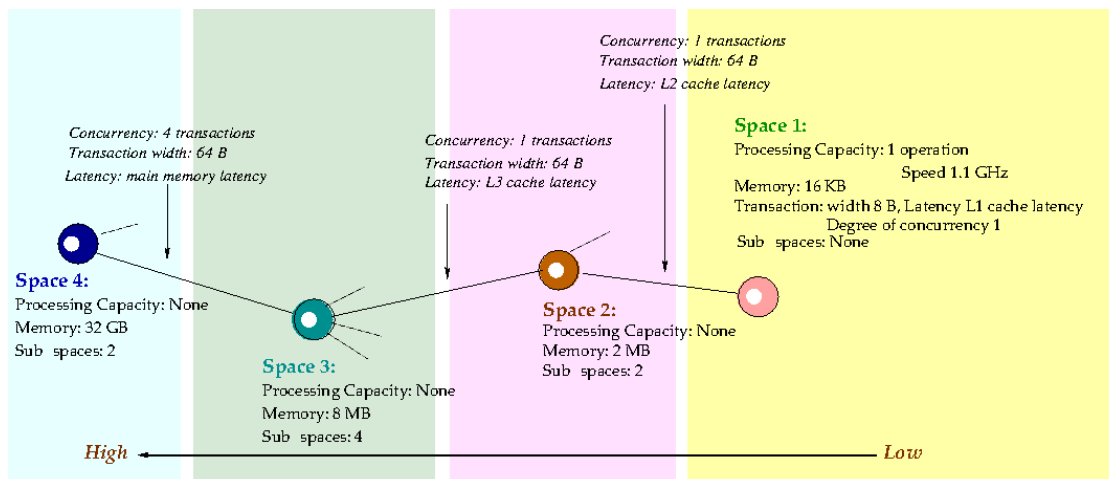 Concurrency: 1 transactions
Transaction width: 64 B
Latency: L2 cache latency
Concurrency: 4 transactions
Transaction width: 64 B
Latency: main memory latency
Concurrency: 1 transactions
Transaction width: 64 B
Latency: L3 cache latency
Space 1:
Processing Capacity: 1 operation
Speed 1.1 GHz
Memory: 16 KB
Transaction: width 8 B, Latency L1 cache latency
Degree of concurrency 1
Sub spaces: None
Space 4:
Processing Capacity: None
Memory: 32 GB
Sub spaces: 2
Space 2:
Processing Capacity: None
Memory: 2 MB
Sub spaces: 2
Space 3:
Processing Capacity: None
Memory: 8 MB
Sub spaces: 4
High
Low